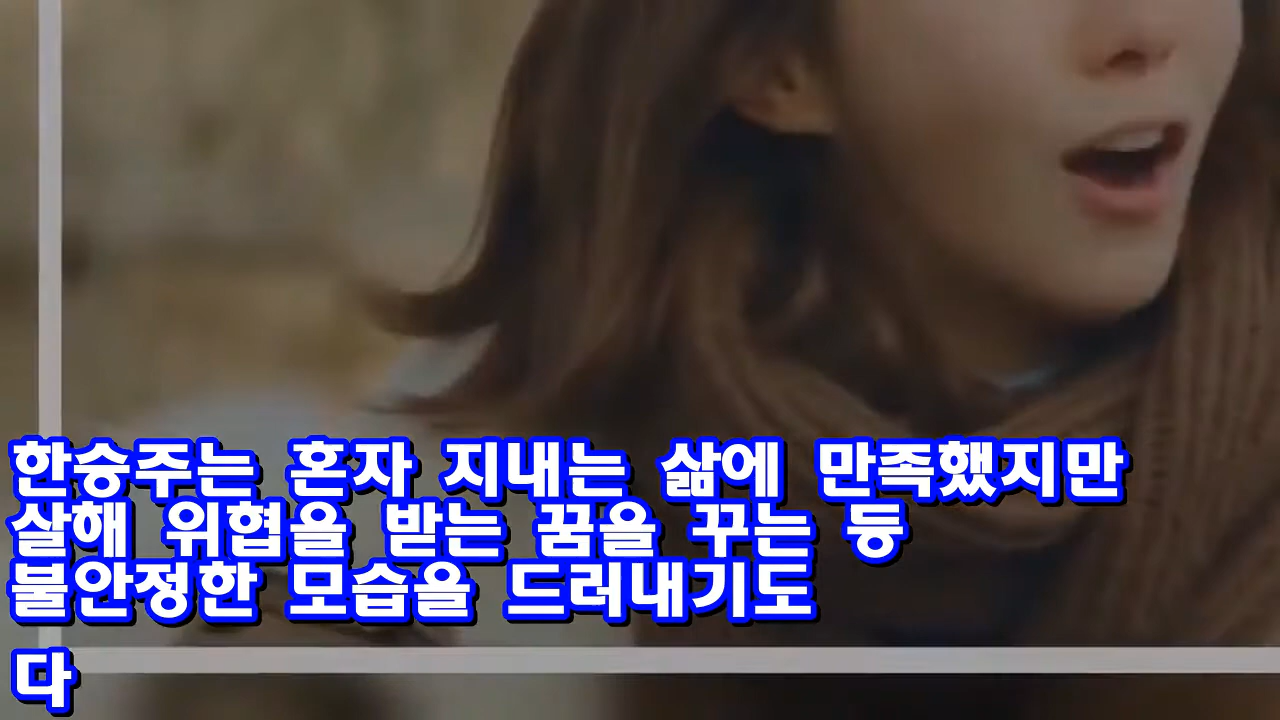 한승주는 혼자 지내는 삶에 만족했지만
살해 위협을 받는 꿈을 꾸는 등
불안정한 모습을 드러내기도
다